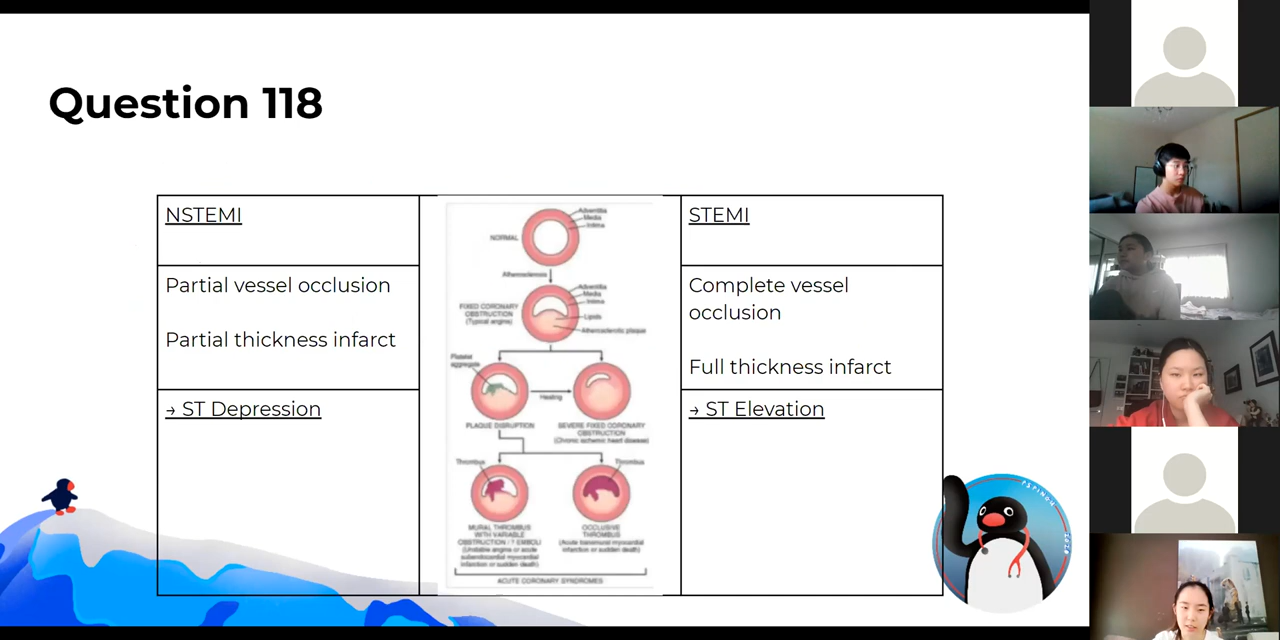 Question 118
NSTEMI
Partial vessel occlusion
Partial thickness infarct
→ ST Depression
Adventitia
Media
Intima
NORMAL
Atherosclerosis
Adventitia
Media
Intima
FIXED CORONARY
OBSTRUCTION
(Typical angina)
Lipids
Atherosclerotic plaque
Platelet
aggregate
Healing
PLAQUE DISRUPTION
SEVERE FIXED CORONARY
OBSTRUCTION
(Chronic ischemic heart disease)
Thrombus
Thrombus
MURAL THROMBUS
WITH VARIABLE
OBSTRUCTION / ? EMBOLI
(Unstable angina or acute
subendocardial myocardial
infarction or sudden death)
OCCLUSIVE
THROMBUS
(Acute transmural myocardial
infarction or sudden death)
ACUTE CORONARY SYNDROMES
STEMI
Complete vessel
occlusion
Full thickness infarct
→ ST Elevation